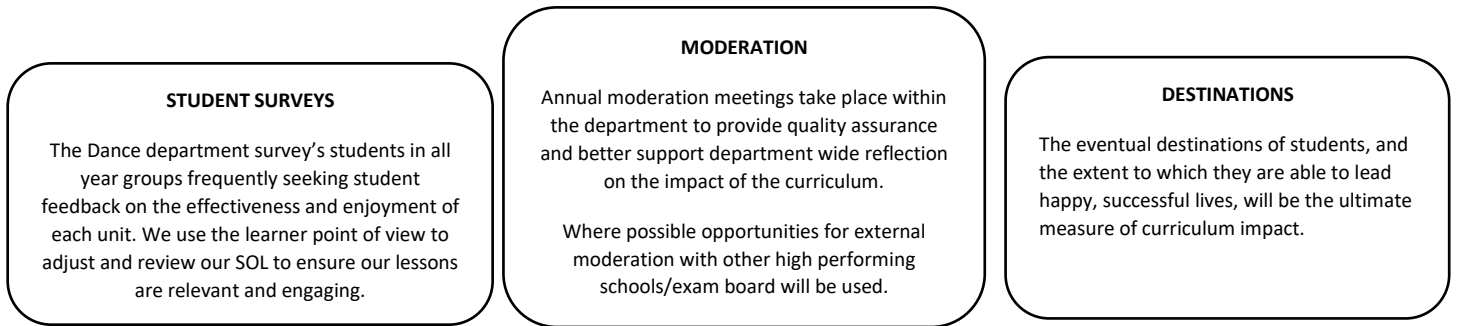 STUDENT SURVEYS
The Dance department survey’s students in all
year groups frequently seeking student
feedback on the effectiveness and enjoyment of
each unit. We use the learner point of view to
adjust and review our SOL to ensure our lessons
are relevant and engaging.
MODERATION
Annual moderation meetings take place within
the department to provide quality assurance
and better support department wide reflection
on the impact of the curriculum.
Where possible opportunities for external
moderation with other high performing
schools/exam board will be used.
DESTINATIONS
The eventual destinations of students, and
the extent to which they are able to lead
happy, successful lives, will be the ultimate
measure of curriculum impact.